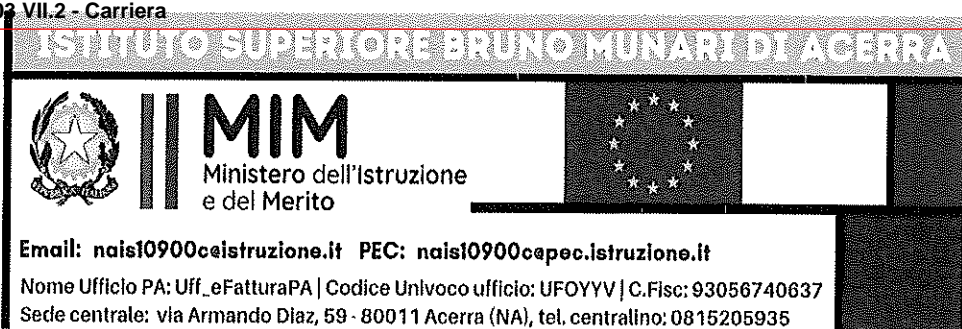 VII.2 - Carriera
ISTITUTO SUPERIORE BRUNO MUNARI DI ACERRA
MIM
Ministero dell'Istruzione
e del Merito
Email: nais10900c@istruzione.it PEC: nais10900c@pec.istruzione.it
Nome Ufficio PA: Uff_eFatturaPA | Codice Univoco ufficio: UFOYYV | C.Fisc: 93056740637
Sede centrale: via Armando Diaz, 59 - 80011 Acerra (NA), tel. centralino: 0815205935